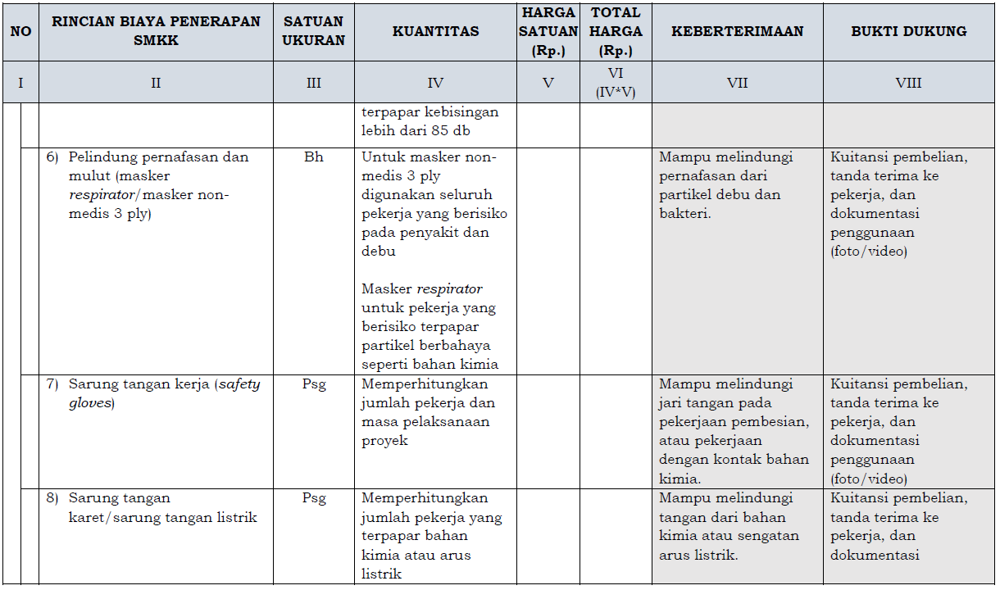 NO
RINCIAN BIAYA PENERAPAN
SMKK
SATUAN
UKURAN
KUANTITAS
HARGA
SATUAN
(Rp.)
TOTAL
HARGA
(Rp.)
KEBERTERIMAAN
BUKTI DUKUNG
I
II
III
IV
V
VI
(IV*V)
VII
VIII
terpapar kebisingan
lebih dari 85 db
6) Pelindung pernafasan dan
mulut (masker
respirator/masker non-
medis 3 ply)
Bh
Untuk masker non-
medis 3 ply
digunakan seluruh
pekerja yang berisiko
pada penyakit dan
debu
Masker respirator
untuk pekerja yang
berisiko terpapar
partikel berbahaya
seperti bahan kimia
Mampu melindungi
pernafasan dari
partikel debu dan
bakteri.
Kuitansi pembelian,
tanda terima ke
pekerja, dan
dokumentasi
penggunaan
(foto/video)
7) Sarung tangan kerja (safety
gloves)
Psg
Memperhitungkan
jumlah pekerja dan
masa pelaksanaan
proyek
Mampu melindungi
jari tangan pada
pekerjaan pembesian,
atau pekerjaan
dengan kontak bahan
kimia.
Kuitansi pembelian,
tanda terima ke
pekerja, dan
dokumentasi
penggunaan
(foto/video)
8) Sarung tangan
karet/sarung tangan listrik
Psg
Memperhitungkan
jumlah pekerja yang
terpapar bahan
kimia atau arus
listrik
Mampu melindungi
tangan dari bahan
kimia atau sengatan
arus listrik.
Kuitansi pembelian,
tanda terima ke
pekerja, dan
dokumentasi